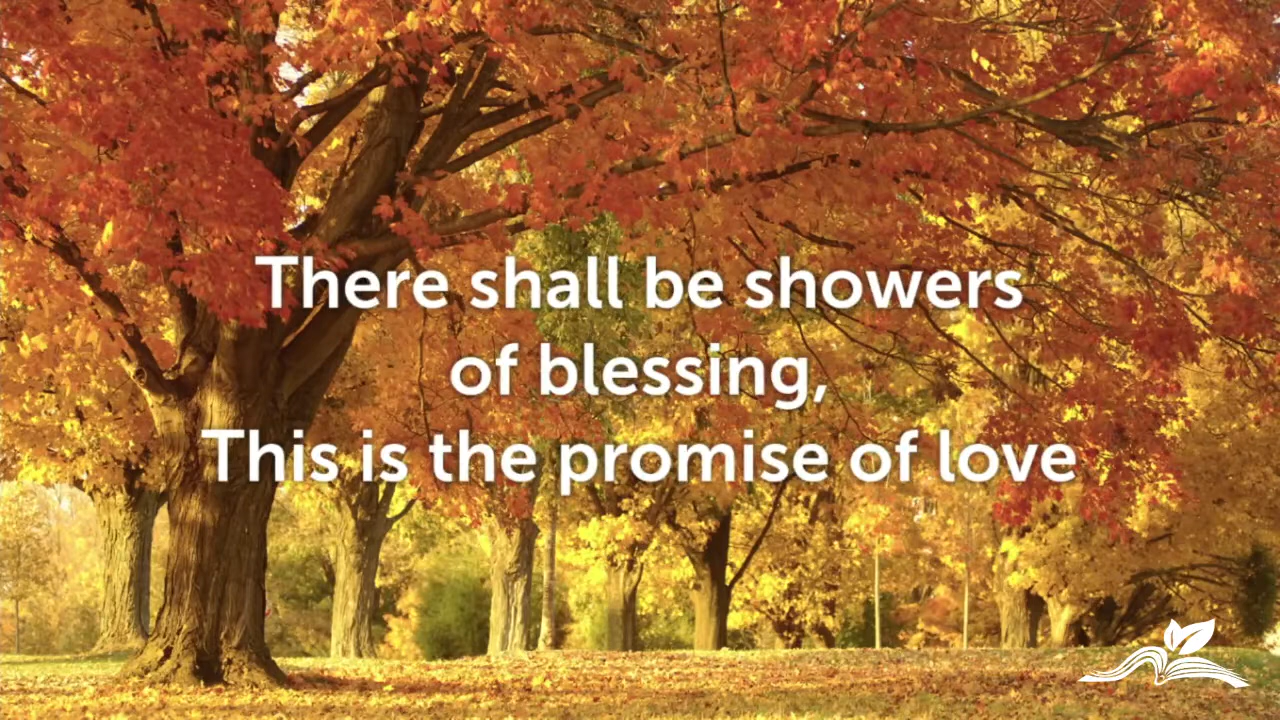 There shall be showers
of blessing,
This is the promise of love